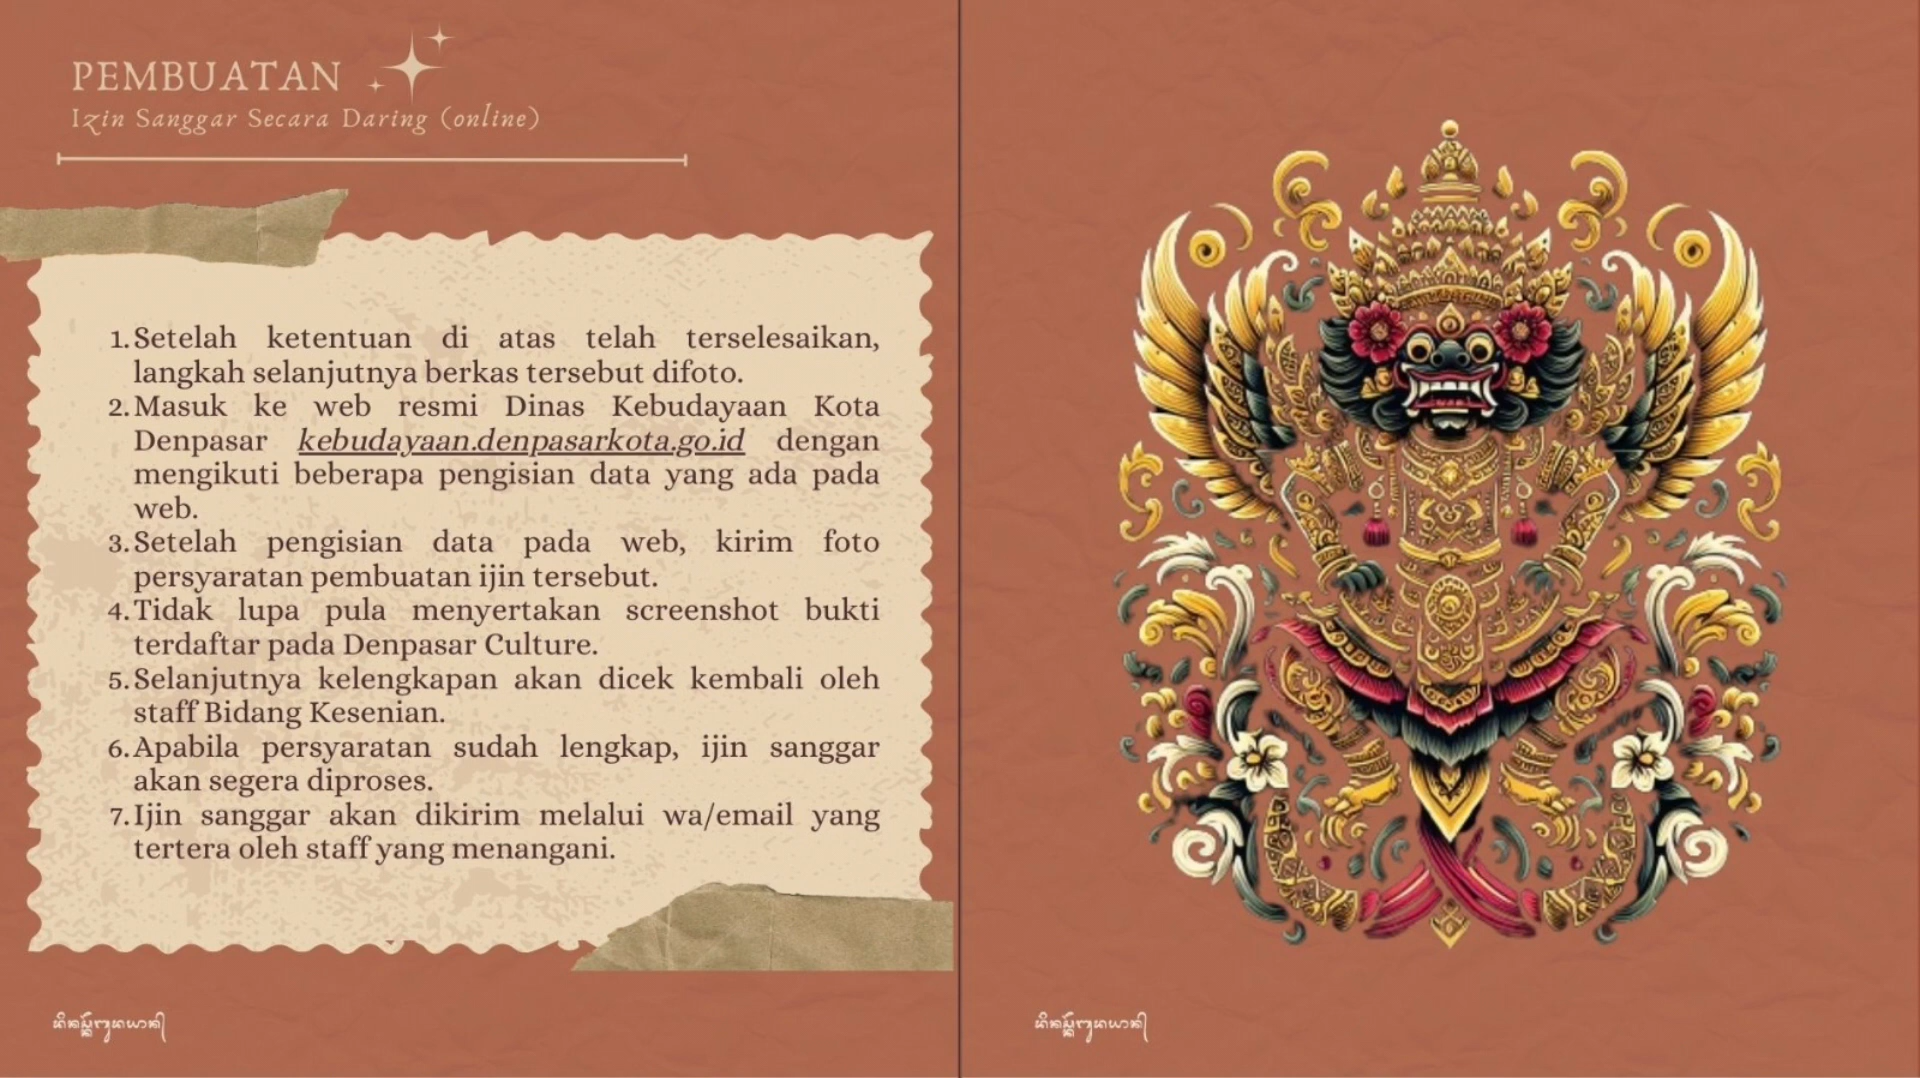 PEMBUATAN
Izin Sanggar Secara Daring (online)
1. Setelah ketentuan di atas telah terselesaikan,
langkah selanjutnya berkas tersebut difoto.
2. Masuk ke web resmi Dinas Kebudayaan Kota
Denpasar kebudayaan.denpasarkota.go.id dengan
mengikuti beberapa pengisian data yang ada pada
web.
3. Setelah pengisian data pada web, kirim foto
persyaratan pembuatan ijin tersebut.
4. Tidak lupa pula menyertakan screenshot bukti
terdaftar pada Denpasar Culture.
5. Selanjutnya kelengkapan akan dicek kembali oleh
staff Bidang Kesenian.
6. Apabila persyaratan sudah lengkap, ijin sanggar
akan segera diproses.
7. Ijin sanggar akan dikirim melalui wa/email yang
tertera oleh staff yang menangani.